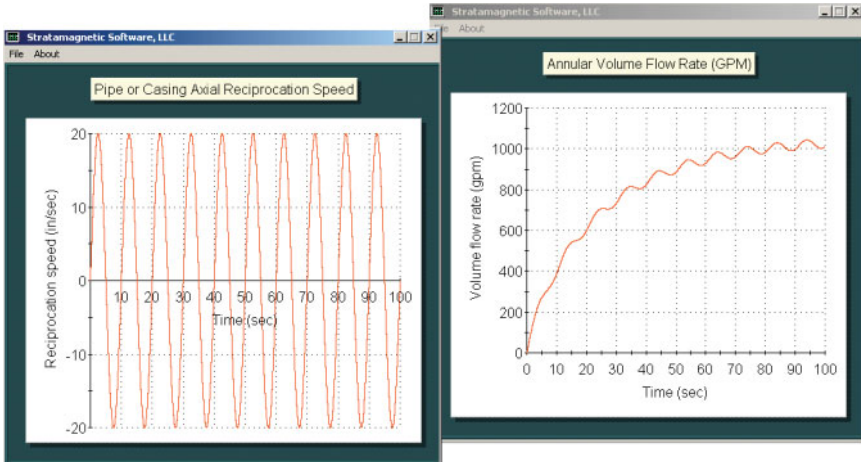 Stratamagnetic Software, LLC
File About
Pipe or Casing Axial Reciprocation Speed
Reciprocation speed (in/sec)
20
10
0
-10
-20
10 20 30 40 50 60 70 80 90 100
Time (sec)
Stratamagnetic Software, LLC
About
Annular Volume Flow Rate (GPM)
Volume flow rate (gpm)
1200
1000
800
600
400
200
0
0 10 20 30 40 50 60 70 80 90 100
Time (sec)